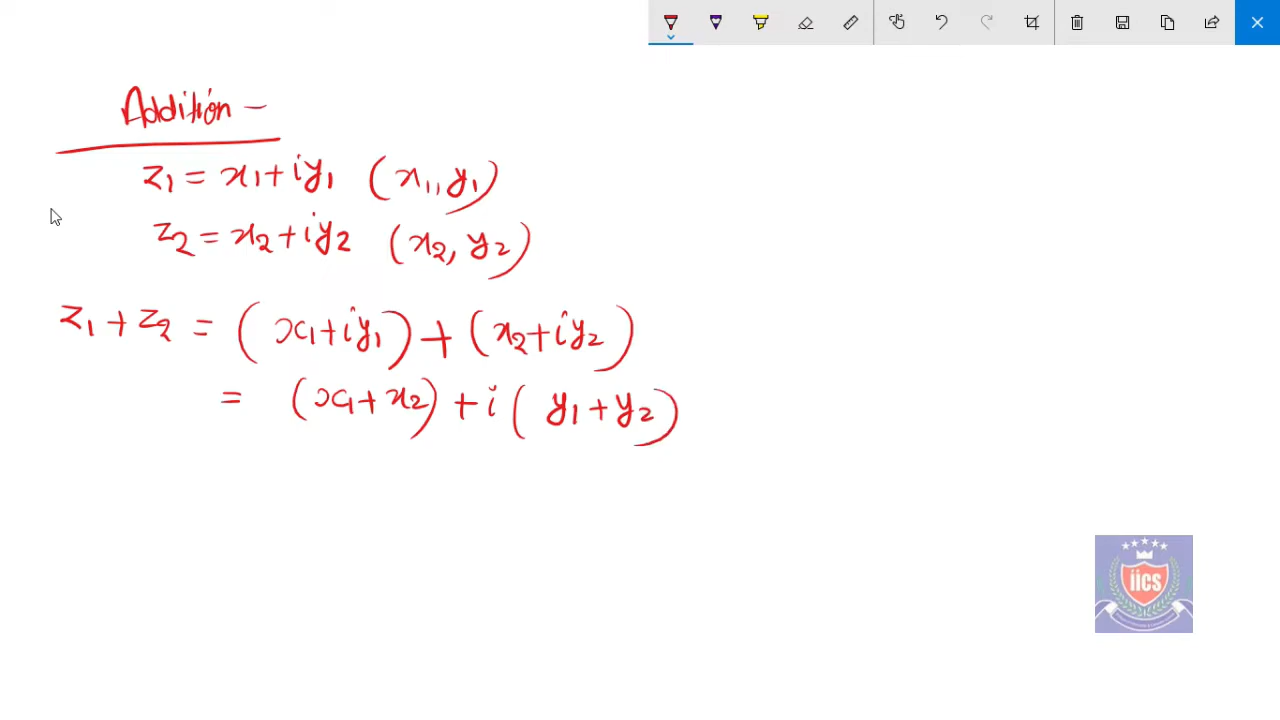 Addition -
z1 = x1 + iy1 (x1, y1)
z2 = x2 + iy2 (x2, y2)
z1 + z2 = (x1 + iy1) + (x2 + iy2)
= (x1 + x2) + i (y1 + y2)
iics